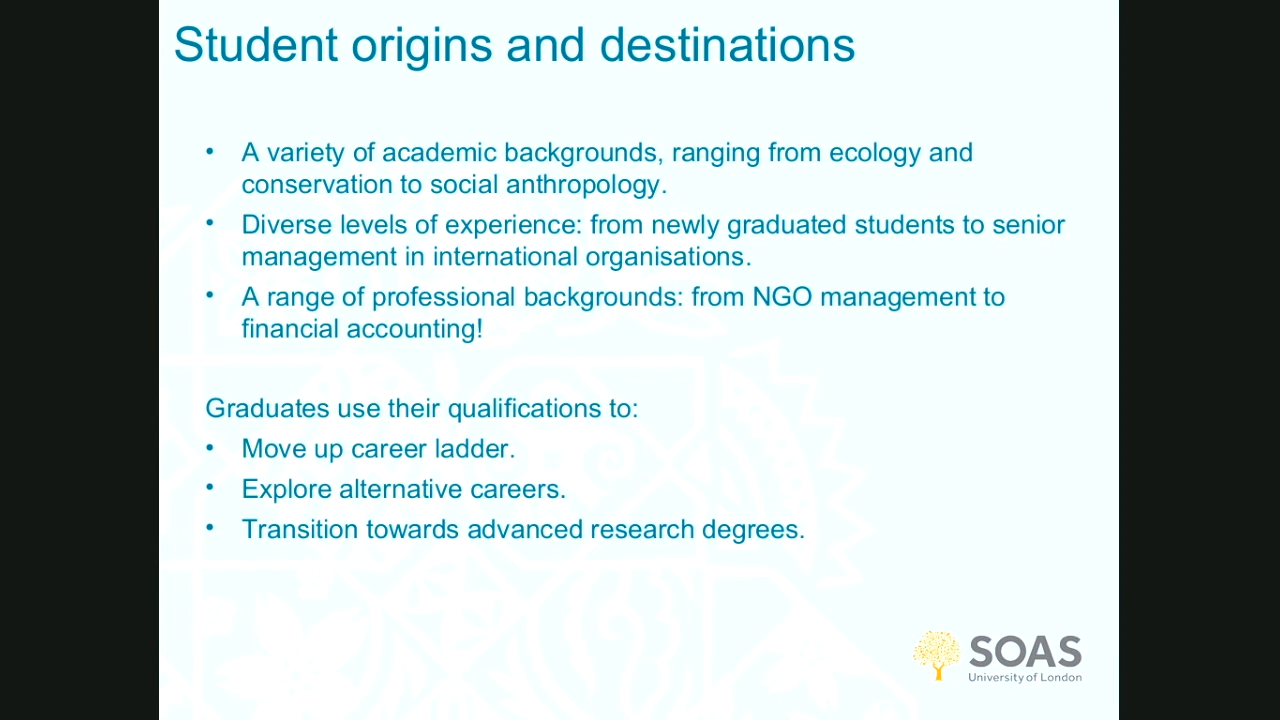 Student origins and destinations
• A variety of academic backgrounds, ranging from ecology and
conservation to social anthropology.
• Diverse levels of experience: from newly graduated students to senior
management in international organisations.
• A range of professional backgrounds: from NGO management to
financial accounting!
Graduates use their qualifications to:
• Move up career ladder.
• Explore alternative careers.
• Transition towards advanced research degrees.
SOAS
University of London